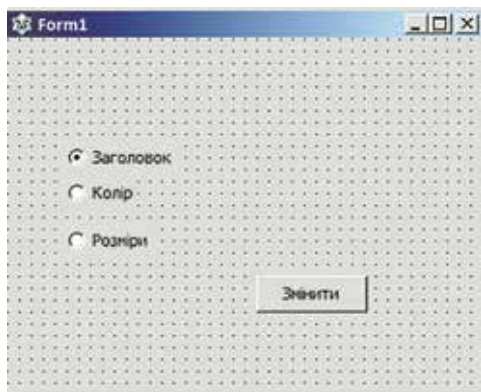 Form1
Заголовок
Колір
Розміри
Змінити